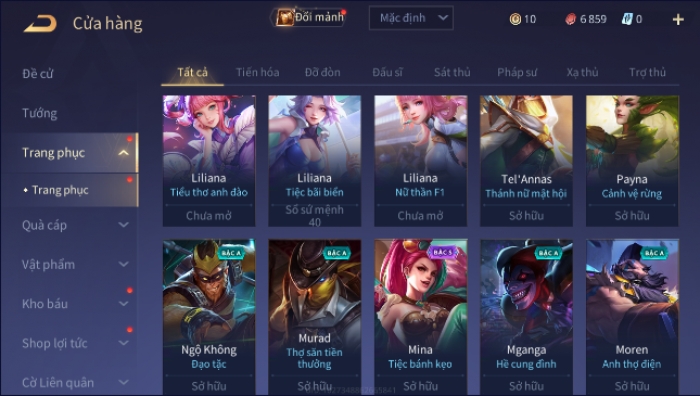 Cửa hàng
Đổi mảnh
Mặc định
10
6 859
0
Đề cử
Tướng
Trang phục
Trang phục
Quà cáp
Vật phẩm
Kho báu
Shop lợi tức
Cờ Liên quân
Tất cả Tiến hóa Đỡ đòn Đấu sĩ Sát thủ Pháp sư Xạ thủ Trợ thủ
Liliana
Tiểu thơ anh đào
Chưa mở
Liliana
Tiệc bãi biển
Số sứ mệnh
40
Liliana
Nữ thần F1
Chưa mở
Tel'Annas
Thánh nữ mật hội
Sở hữu
Payna
Cảnh vệ rừng
Sở hữu
BẬC A
Ngộ Không
Đạo tặc
Sở hữu
BẬC A
Murad
Thợ săn tiền
thưởng
Sở hữu
BẬC S
Mina
Tiệc bánh kẹo
Sở hữu
BẬC A
Mganga
Hề cung đình
Sở hữu
BẬC A
Moren
Anh thợ điện
Sở hữu